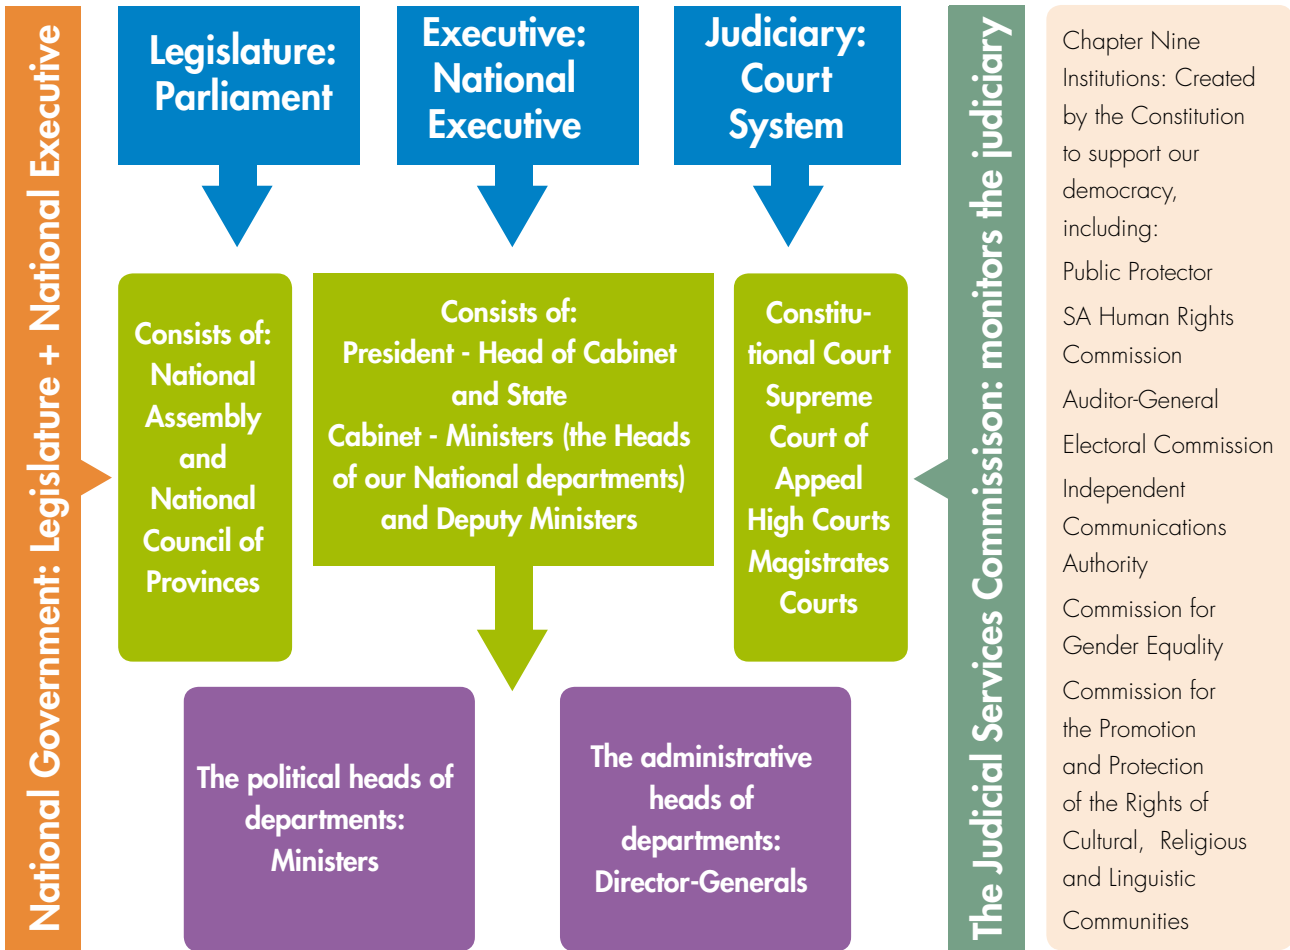 National Government: Legislature + National Executive
Legislature:
Parliament
Executive:
National
Executive
Judiciary:
Court
System
Consists of:
National
Assembly
and
National
Council of
Provinces
Consists of:
President - Head of Cabinet
and State
Cabinet - Ministers (the Heads
of our National departments)
and Deputy Ministers
Constitu-
tional Court
Supreme
Court of
Appeal
High Courts
Magistrates
Courts
The political heads of
departments:
Ministers
The administrative
heads of
departments:
Director-Generals
The Judicial Services Commissison: monitors the judiciary
Chapter Nine
Institutions: Created
by the Constitution
to support our
democracy,
including:
Public Protector
SA Human Rights
Commission
Auditor-General
Electoral Commission
Independent
Communications
Authority
Commission for
Gender Equality
Commission for
the Promotion
and Protection
of the Rights of
Cultural, Religious
and Linguistic
Communities